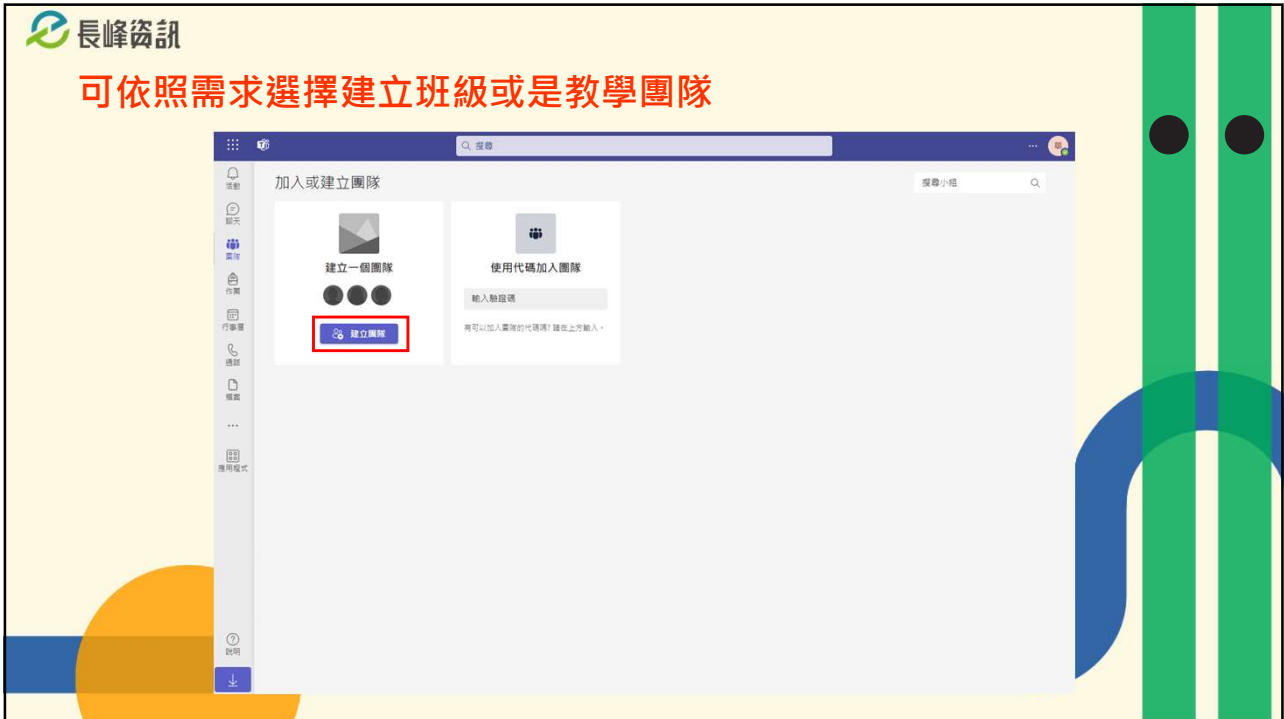 長峰資訊
可依照需求選擇建立班級或是教學團隊
搜尋
活動
聊天
團隊
作業
行事曆
通話
檔案
應用程式
說明
加入或建立團隊
搜尋小組
建立一個團隊
建立團隊
使用代碼加入團隊
輸入驗證碼
有可以加入團隊的代碼嗎? 請在上方輸入。